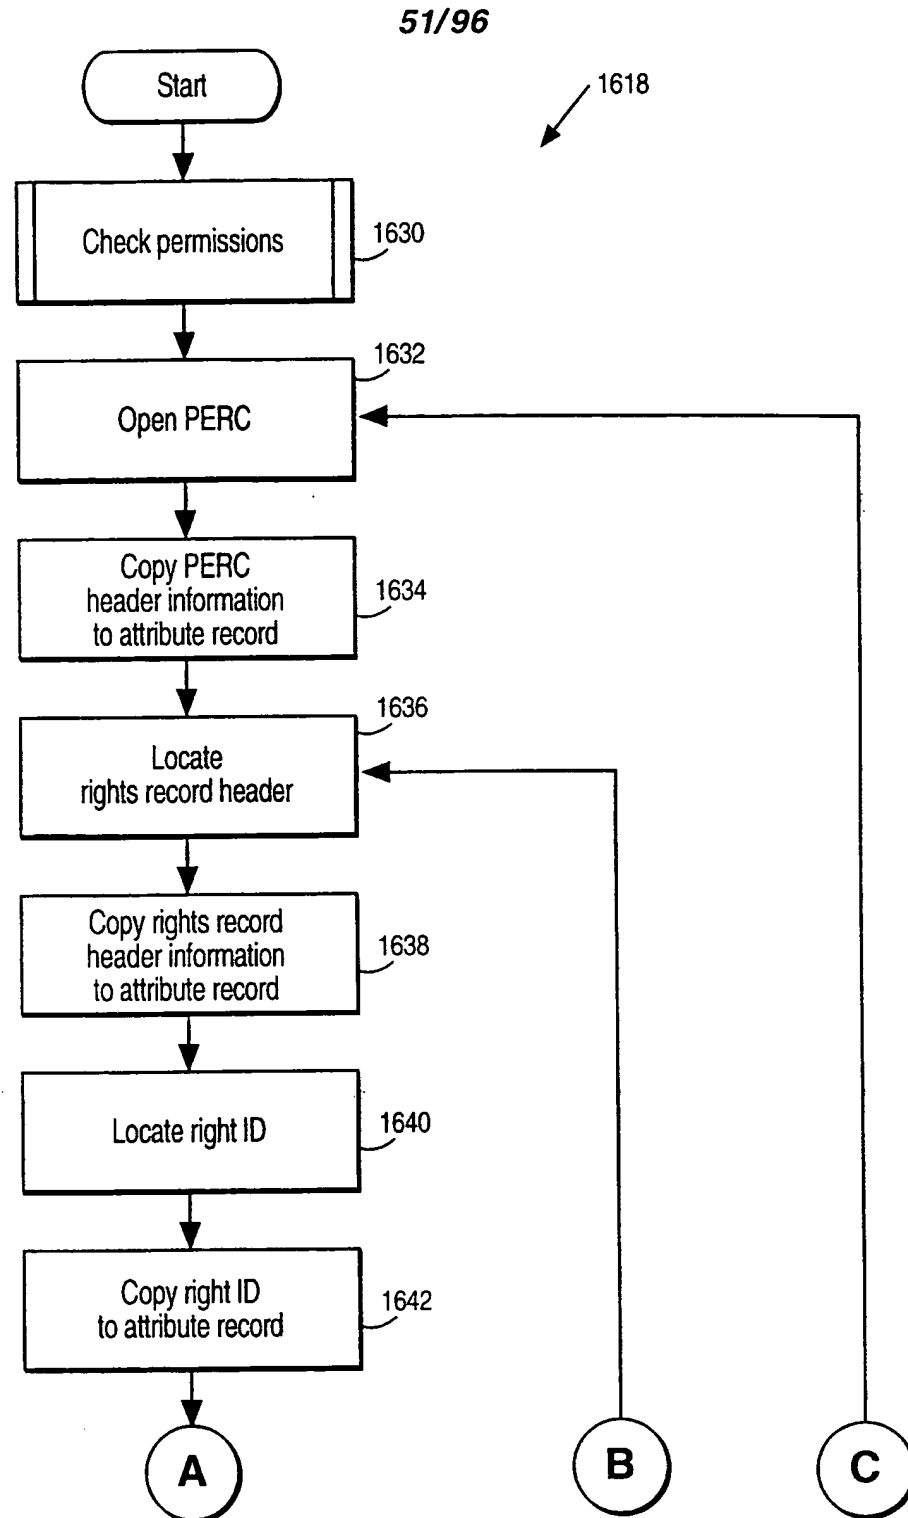 51/96
Start
1618
Check permissions
1630
1632
Open PERC
Copy PERC
header information
to attribute record
1634
1636
Locate
rights record header
Copy rights record
header information
to attribute record
1638
Locate right ID
1640
Copy right ID
to attribute record
1642
A
B
C